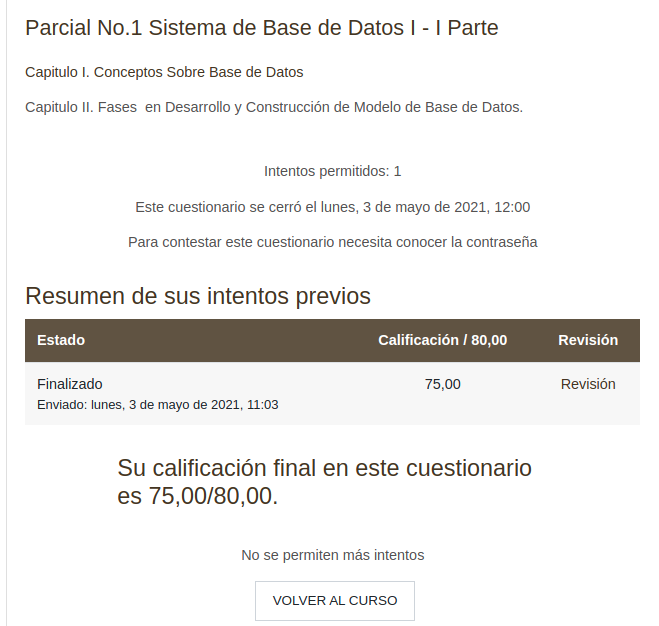 Parcial No.1 Sistema de Base de Datos I - I Parte
Capitulo I. Conceptos Sobre Base de Datos
Capitulo II. Fases  en Desarrollo y Construcción de Modelo de Base de Datos.
Intentos permitidos: 1
Este cuestionario se cerró el lunes, 3 de mayo de 2021, 12:00
Para contestar este cuestionario necesita conocer la contraseña
Resumen de sus intentos previos
Estado Calificación / 80,00 Revisión
Finalizado 75,00 Revisión
Enviado: lunes, 3 de mayo de 2021, 11:03
Su calificación final en este cuestionario
es 75,00/80,00.
No se permiten más intentos
VOLVER AL CURSO